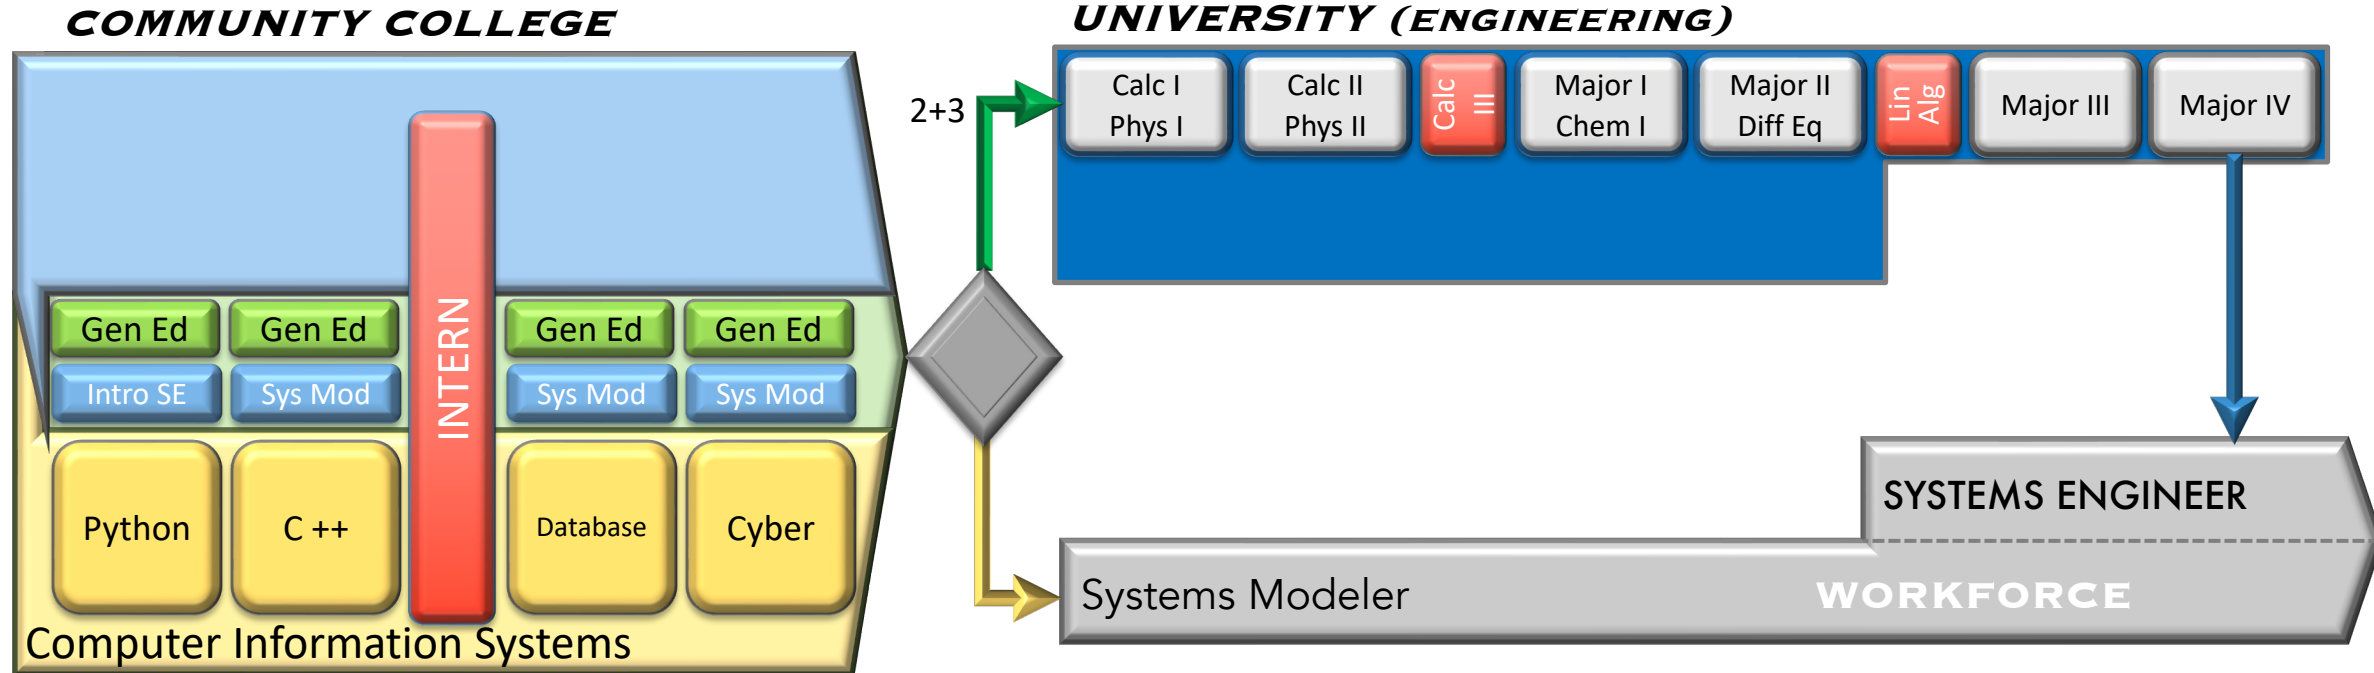 COMMUNITY COLLEGE
UNIVERSITY (ENGINEERING)
2+3
Calc I
Phys I
Calc II
Phys II
Calc
III
Major I
Chem I
Major II
Diff Eq
Lin
Alg
Major III
Major IV
INTERN
Gen Ed
Gen Ed
Gen Ed
Gen Ed
Intro SE
Sys Mod
Sys Mod
Sys Mod
Python
C ++
Database
Cyber
Computer Information Systems
SYSTEMS ENGINEER
Systems Modeler
WORKFORCE